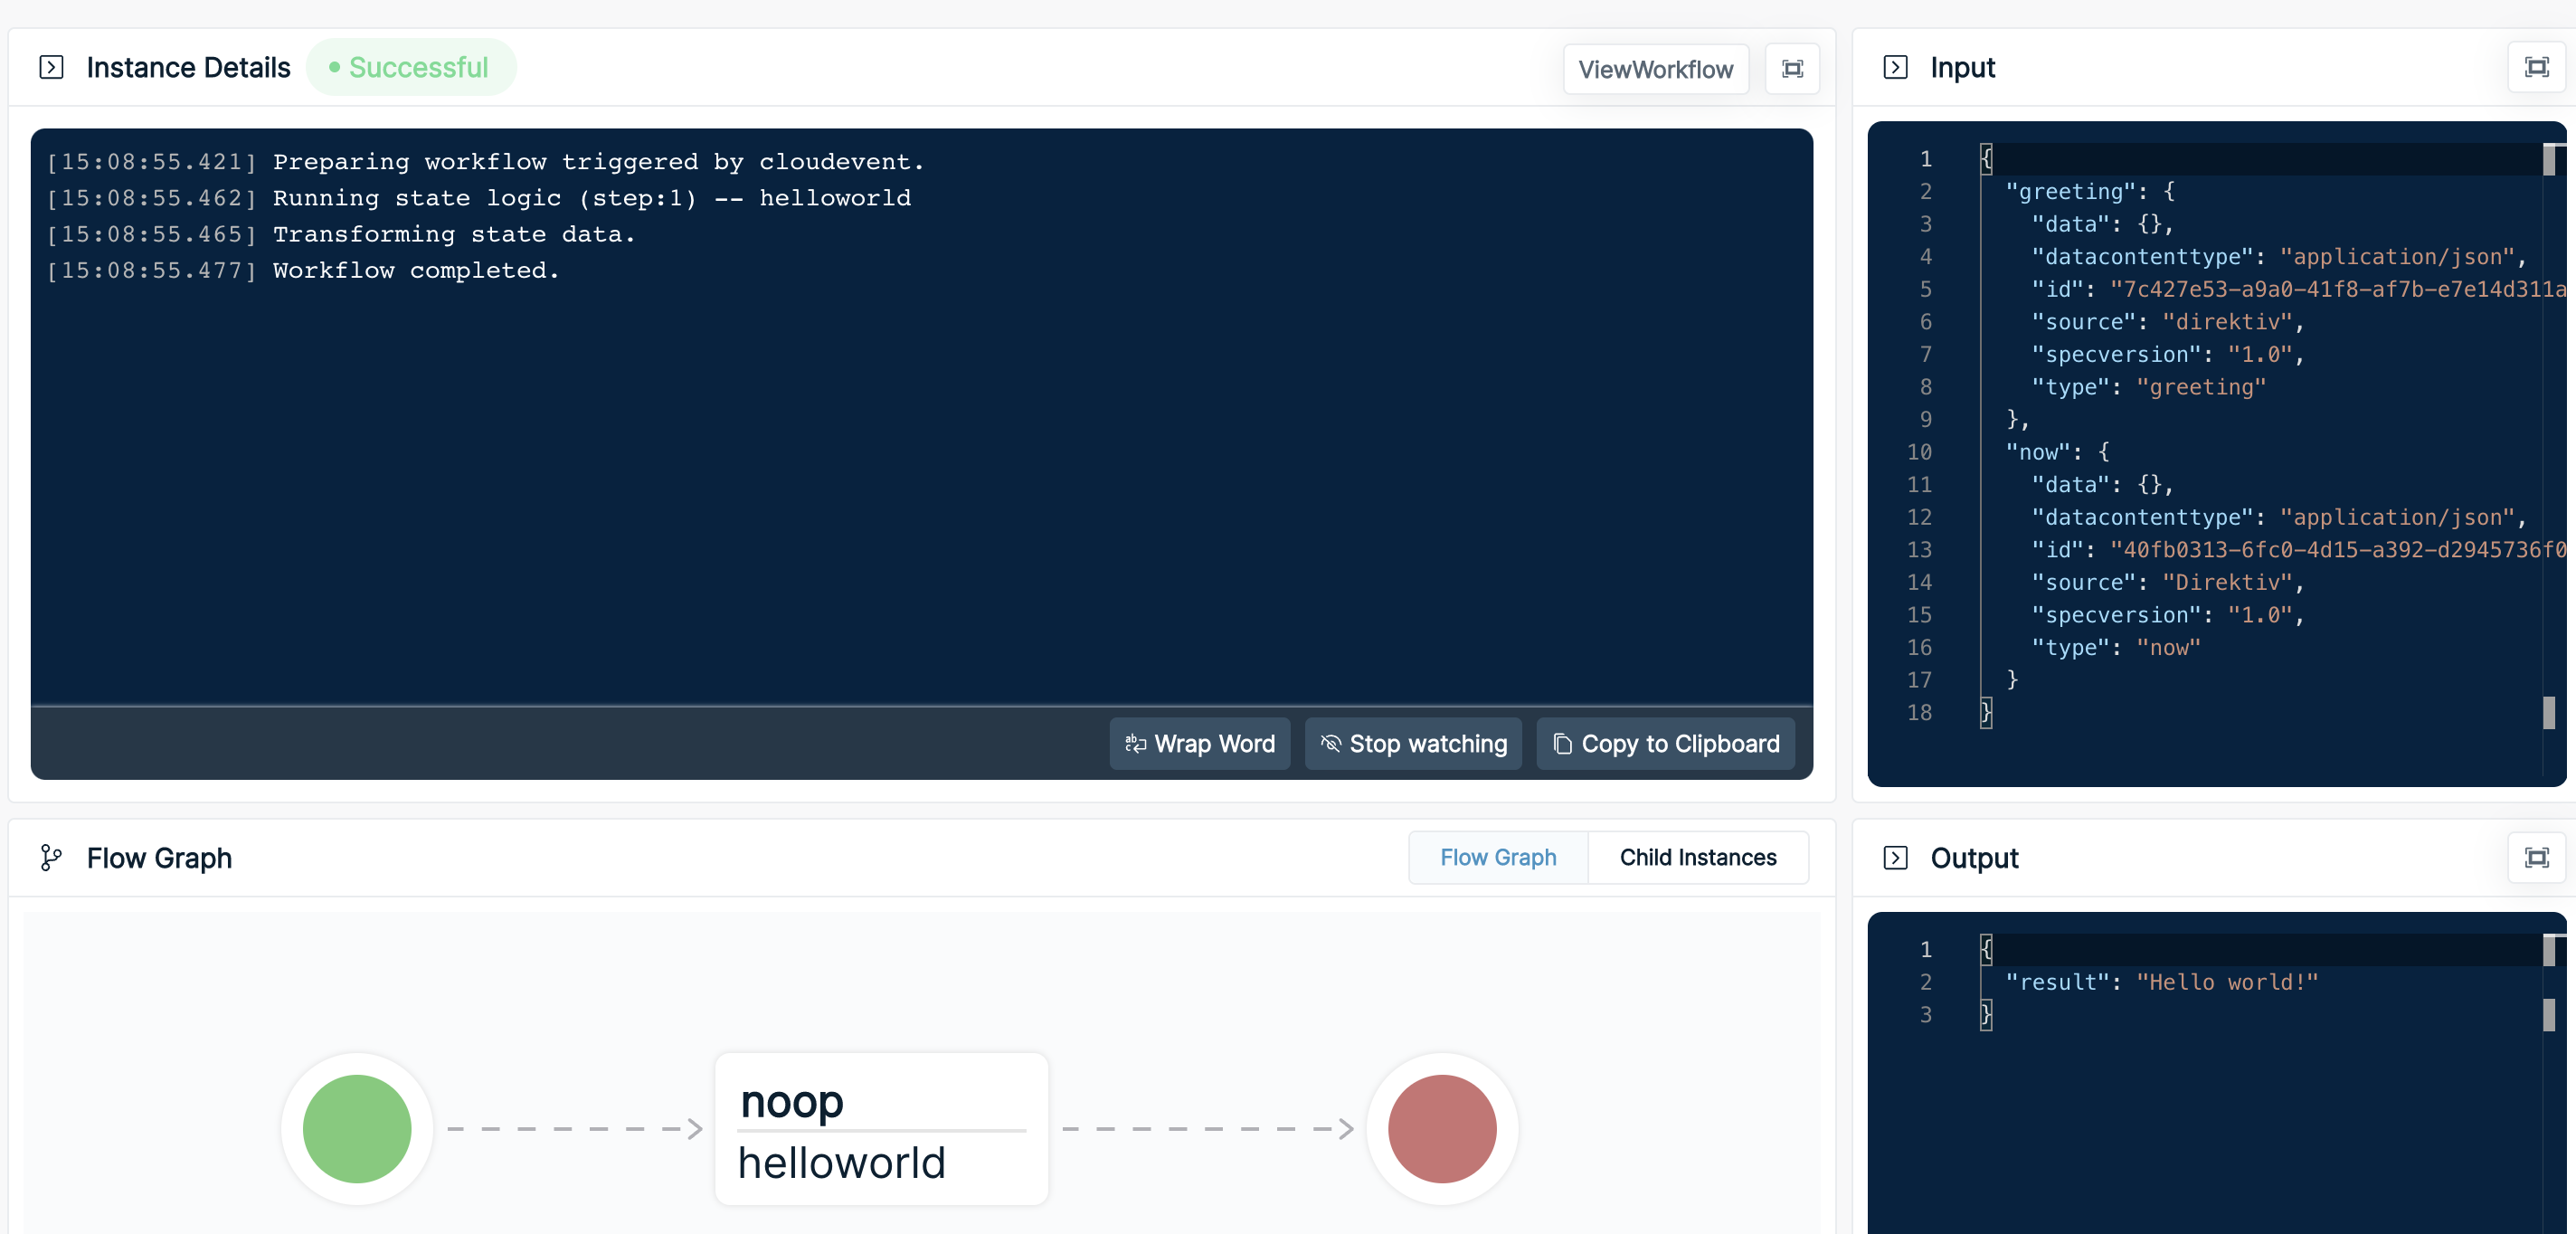 Instance Details
Successful
ViewWorkflow
[15:08:55.421] Preparing workflow triggered by cloudevent.
[15:08:55.462] Running state logic (step:1) -- helloworld
[15:08:55.465] Transforming state data.
[15:08:55.477] Workflow completed.
Wrap Word
Stop watching
Copy to Clipboard
Input
1 {
2 "greeting": {
3 "data": {},
4 "datacontenttype": "application/json",
5 "id": "7c427e53-a9a0-41f8-af7b-e7e14d311a
6 "source": "direktiv",
7 "specversion": "1.0",
8 "type": "greeting"
9 },
10 "now": {
11 "data": {},
12 "datacontenttype": "application/json",
13 "id": "40fb0313-6fc0-4d15-a392-d2945736f0
14 "source": "Direktiv",
15 "specversion": "1.0",
16 "type": "now"
17 }
18 }
Flow Graph
Flow Graph
Child Instances
noop
helloworld
Output
1 {
2 "result": "Hello world!"
3 }